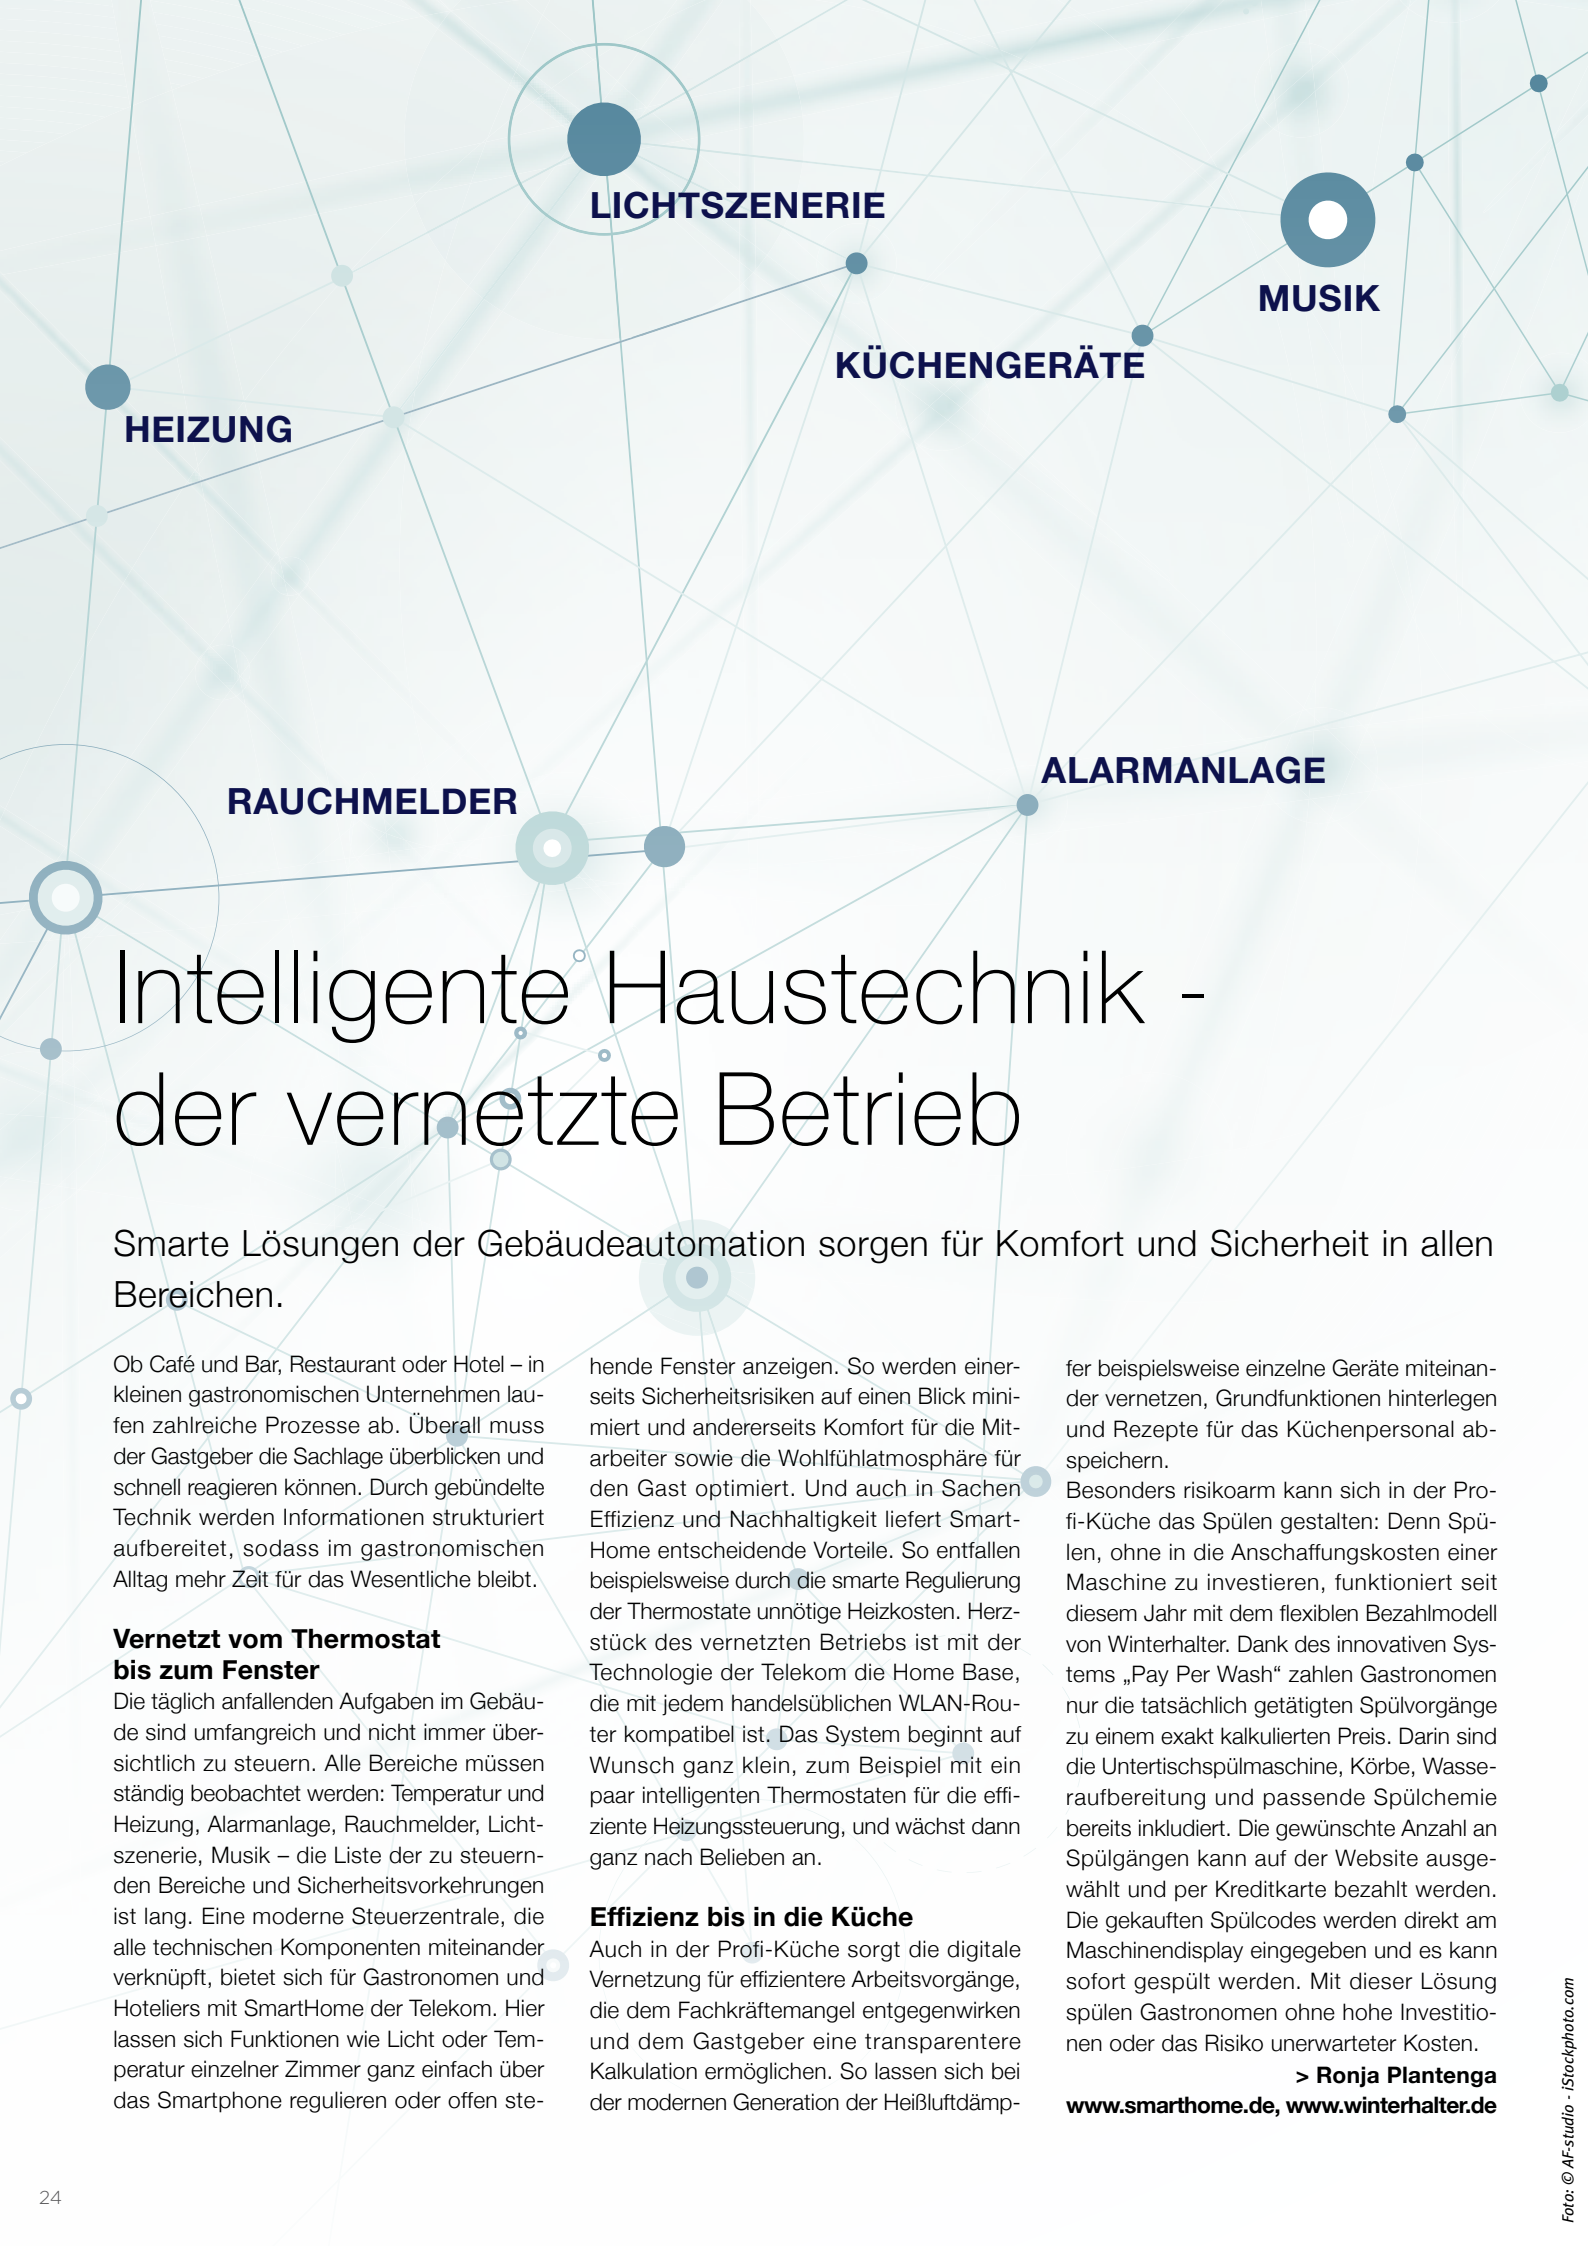 LICHTSZENERIE
MUSIK
KÜCHENGERÄTE
HEIZUNG
ALARMANLAGE
RAUCHMELDER
Intelligente Haustechnik -
der vernetzte Betrieb
Smarte Lösungen der Gebäudeautomation sorgen für Komfort und Sicherheit in allen
Bereichen.
Ob Café und Bar, Restaurant oder Hotel – in
kleinen gastronomischen Unternehmen lau-
fen zahlreiche Prozesse ab. Überall muss
der Gastgeber die Sachlage überblicken und
schnell reagieren können. Durch gebündelte
Technik werden Informationen strukturiert
aufbereitet, sodass im gastronomischen
Alltag mehr Zeit für das Wesentliche bleibt.
Vernetzt vom Thermostat
bis zum Fenster
Die täglich anfallenden Aufgaben im Gebäu-
de sind umfangreich und nicht immer über-
sichtlich zu steuern. Alle Bereiche müssen
ständig beobachtet werden: Temperatur und
Heizung, Alarmanlage, Rauchmelder, Licht-
szenerie, Musik – die Liste der zu steuern-
den Bereiche und Sicherheitsvorkehrungen
ist lang. Eine moderne Steuerzentrale, die
alle technischen Komponenten miteinander
verknüpft, bietet sich für Gastronomen und
Hoteliers mit SmartHome der Telekom. Hier
lassen sich Funktionen wie Licht oder Tem-
peratur einzelner Zimmer ganz einfach über
das Smartphone regulieren oder offen ste-
hende Fenster anzeigen. So werden einer-
seits Sicherheitsrisiken auf einen Blick mini-
miert und andererseits Komfort für die Mit-
arbeiter sowie die Wohlfühlatmosphäre für
den Gast optimiert. Und auch in Sachen
Effizienz und Nachhaltigkeit liefert Smart-
Home entscheidende Vorteile. So entfallen
beispielsweise durch die smarte Regulierung
der Thermostate unnötige Heizkosten. Herz-
stück des vernetzten Betriebs ist mit der
Technologie der Telekom die Home Base,
die mit jedem handelsüblichen WLAN-Rou-
ter kompatibel ist. Das System beginnt auf
Wunsch ganz klein, zum Beispiel mit ein
paar intelligenten Thermostaten für die effi-
ziente Heizungssteuerung, und wächst dann
ganz nach Belieben an.
Effizienz bis in die Küche
Auch in der Profi-Küche sorgt die digitale
Vernetzung für effizientere Arbeitsvorgänge,
die dem Fachkräftemangel entgegenwirken
und dem Gastgeber eine transparentere
Kalkulation ermöglichen. So lassen sich bei
der modernen Generation der Heißluftdämp-
fer beispielsweise einzelne Geräte miteinan-
der vernetzen, Grundfunktionen hinterlegen
und Rezepte für das Küchenpersonal ab-
speichern.
Besonders risikoarm kann sich in der Pro-
fi-Küche das Spülen gestalten: Denn Spü-
len, ohne in die Anschaffungskosten einer
Maschine zu investieren, funktioniert seit
diesem Jahr mit dem flexiblen Bezahlmodell
von Winterhalter. Dank des innovativen Sys-
tems „Pay Per Wash“ zahlen Gastronomen
nur die tatsächlich getätigten Spülvorgänge
zu einem exakt kalkulierten Preis. Darin sind
die Untertischspülmaschine, Körbe, Wasse-
raufbereitung und passende Spülchemie
bereits inkludiert. Die gewünschte Anzahl an
Spülgängen kann auf der Website ausge-
wählt und per Kreditkarte bezahlt werden.
Die gekauften Spülcodes werden direkt am
Maschinendisplay eingegeben und es kann
sofort gespült werden. Mit dieser Lösung
spülen Gastronomen ohne hohe Investitio-
nen oder das Risiko unerwarteter Kosten.
> Ronja Plantenga
www.smarthome.de, www.winterhalter.de
Foto: © AF-studio - iStockphoto.com
24